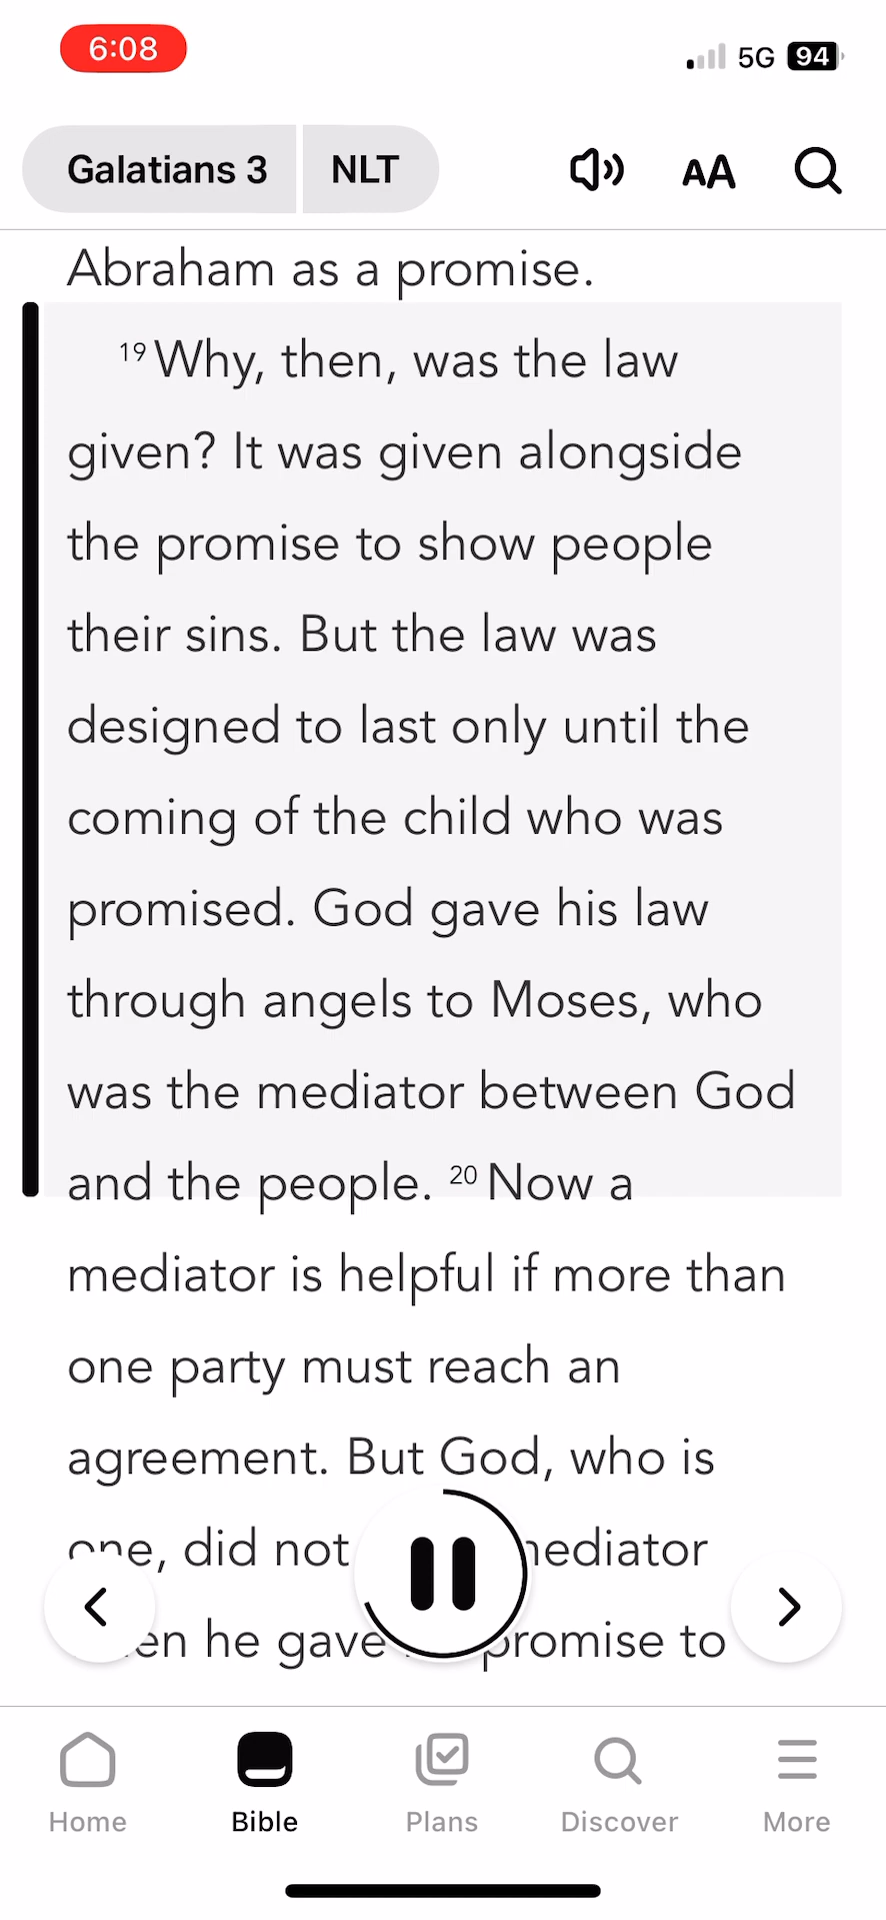 6:08
5G 94
Galatians 3 NLT AA
Abraham as a promise.
19 Why, then, was the law
given? It was given alongside
the promise to show people
their sins. But the law was
designed to last only until the
coming of the child who was
promised. God gave his law
through angels to Moses, who
was the mediator between God
and the people. 20 Now a
mediator is helpful if more than
one party must reach an
agreement. But God, who is
one, did not mediator
he gave promise to
Home Bible Plans Discover More